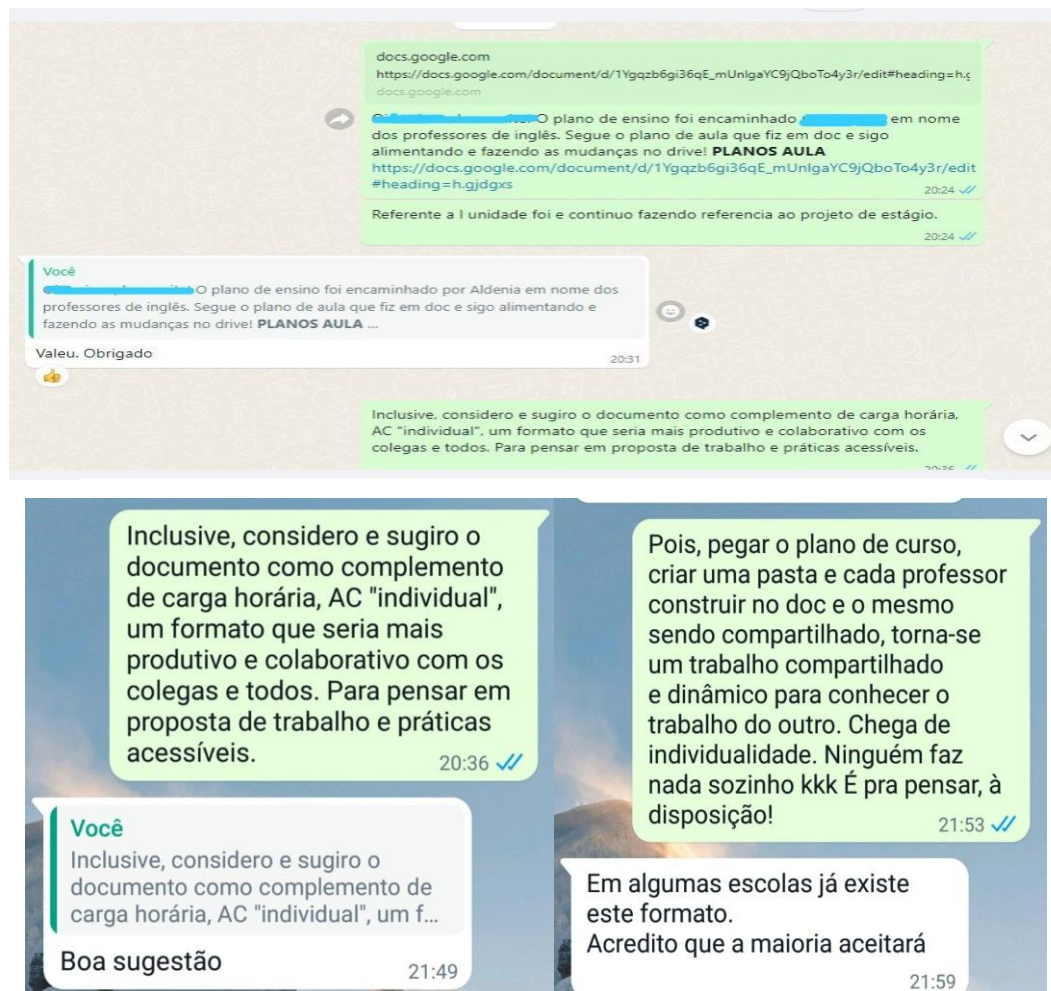 docs.google.com
https://docs.google.com/document/d/1Ygqzb6gi36qE_mUnIgaYC9jQboTo4y3r/edit#heading=h.g
docs.google.com
O plano de ensino foi encaminhado em nome
dos professores de inglês. Segue o plano de aula que fiz em doc e sigo
alimentando e fazendo as mudanças no drive! PLANOS AULA
https://docs.google.com/document/d/1Ygqzb6gi36qE_mUnIgaYC9jQboTo4y3r/edit
#heading=h.gjdgxs
20:24
Referente a I unidade foi e continuo fazendo referencia ao projeto de estágio.
20:24
Você
O plano de ensino foi encaminhado por Aldenia em nome dos
professores de inglês. Segue o plano de aula que fiz em doc e sigo alimentando e
fazendo as mudanças no drive! PLANOS AULA ...
Valeu. Obrigado
20:31
Inclusive, considero e sugiro o documento como complemento de carga horária,
AC "individual", um formato que seria mais produtivo e colaborativo com os
colegas e todos. Para pensar em proposta de trabalho e práticas acessíveis.
20:36
Inclusive, considero e sugiro o
documento como complemento
de carga horária, AC "individual",
um formato que seria mais
produtivo e colaborativo com os
colegas e todos. Para pensar em
proposta de trabalho e práticas
acessíveis.
20:36
Você
Inclusive, considero e sugiro o
documento como complemento de
carga horária, AC "individual", um f...
Boa sugestão
21:49
Pois, pegar o plano de curso,
criar uma pasta e cada professor
construir no doc e o mesmo
sendo compartilhado, torna-se
um trabalho compartilhado
e dinâmico para conhecer o
trabalho do outro. Chega de
individualidade. Ninguém faz
nada sozinho kkk É pra pensar, à
disposição!
21:53
Em algumas escolas já existe
este formato.
Acredito que a maioria aceitará
21:59